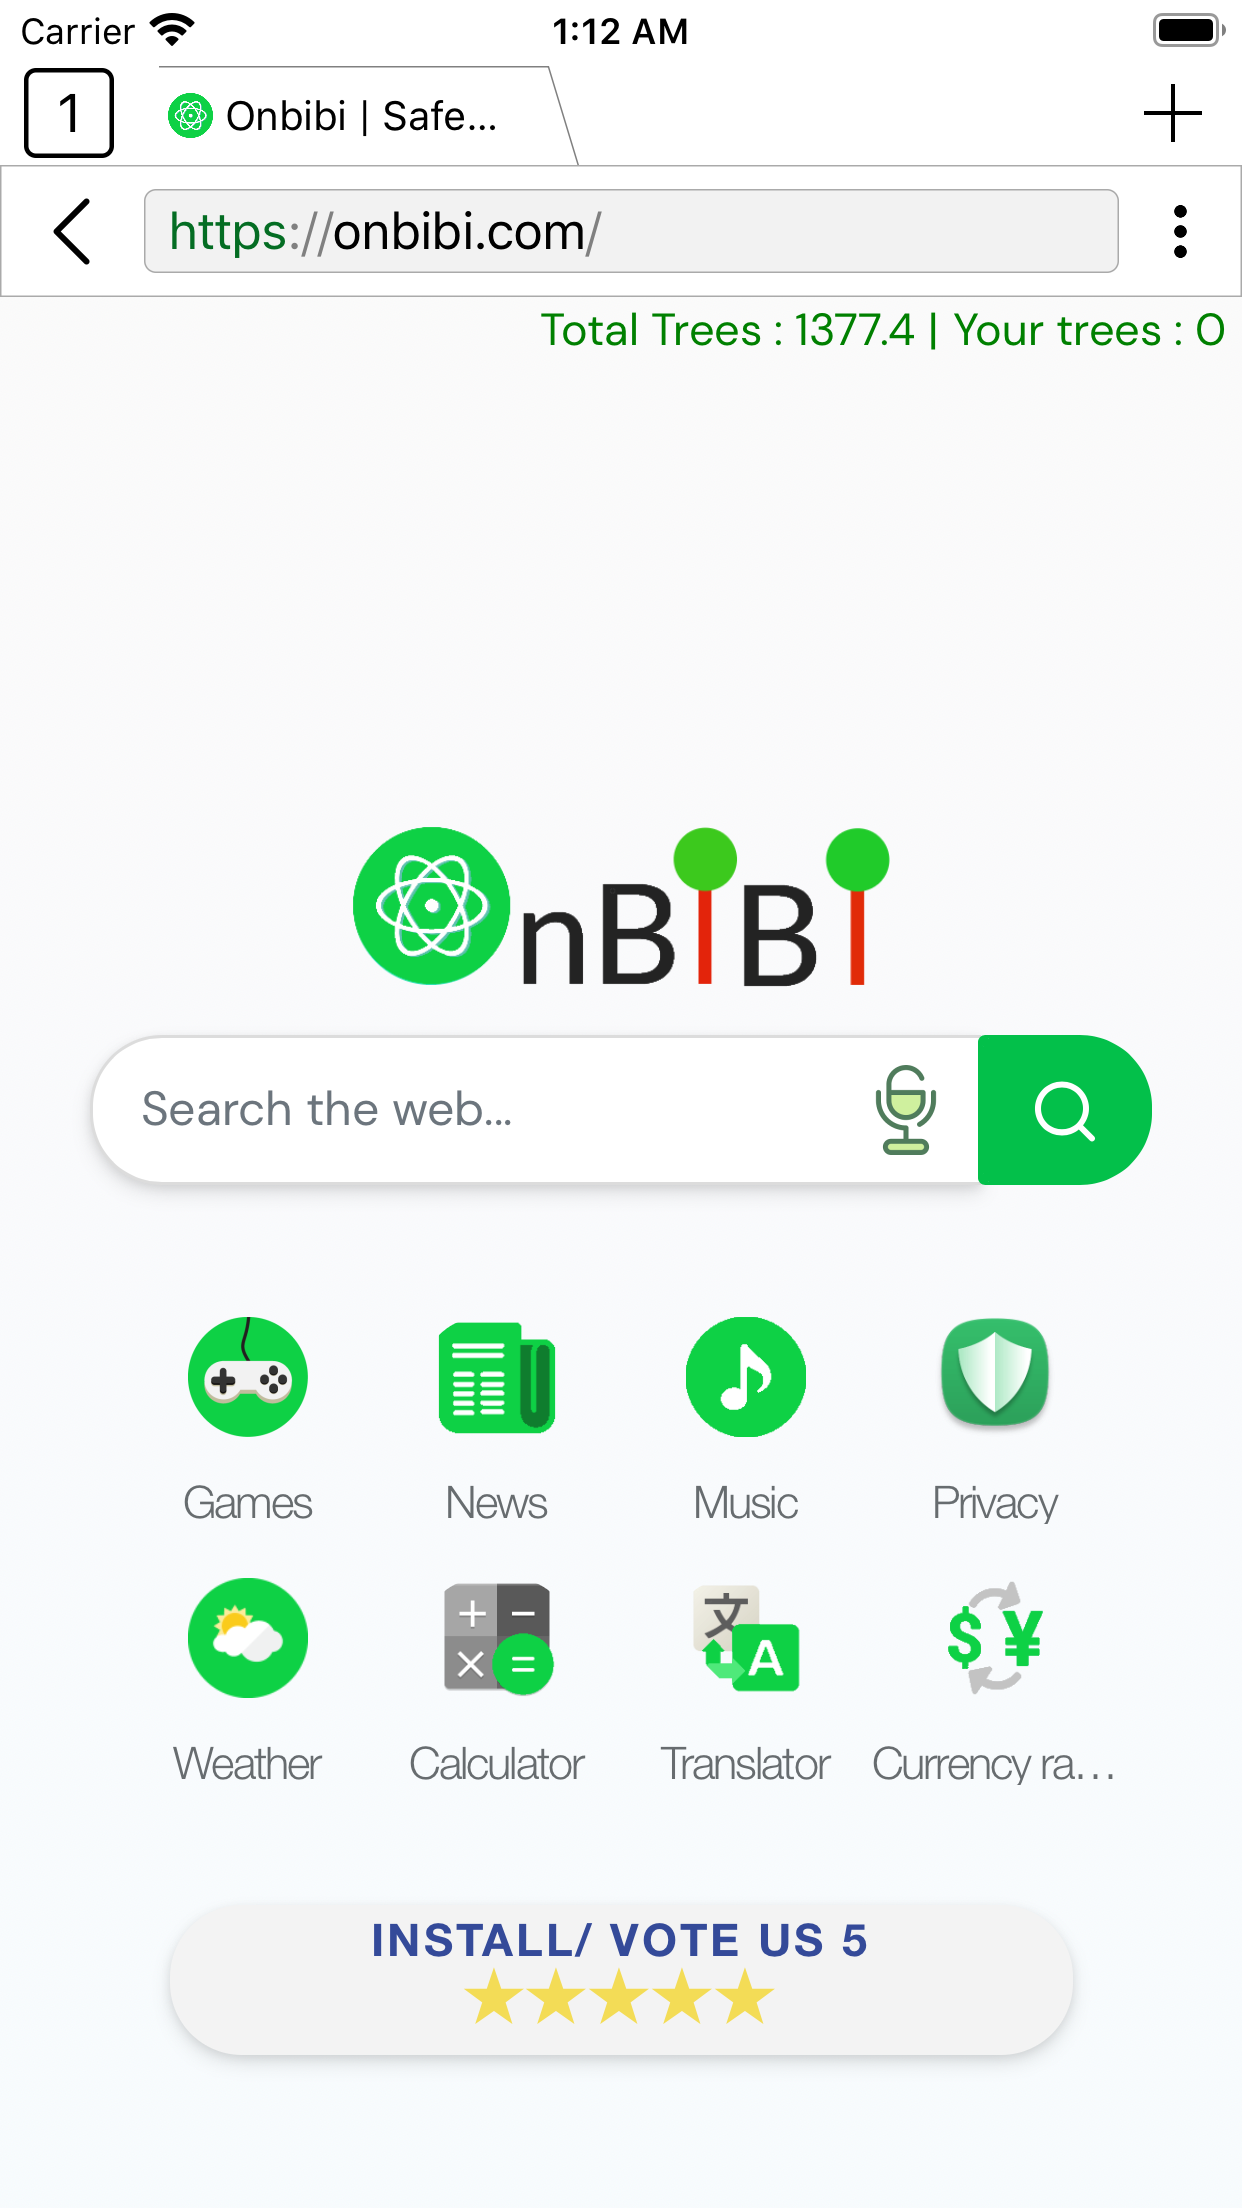 Carrier 1:12 AM
1 Onbibi | Safe...
https://onbibi.com/
Total Trees : 1377.4 | Your trees : 0
nBiBi
Search the web...
Games News Music Privacy
文 A $ ¥
Weather Calculator Translator Currency ra...
INSTALL/ VOTE US 5